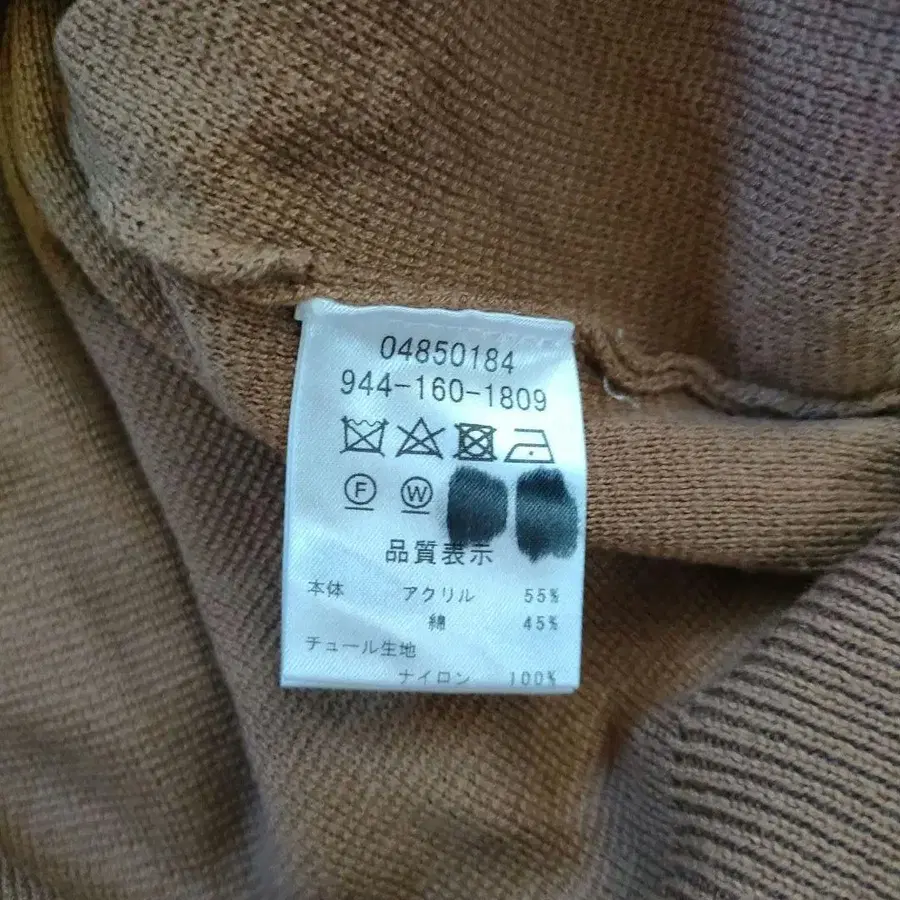 04850184
944-160-1809
F W
品質表示
本体 アクリル 55%
綿 45%
チュール生地
ナイロン 100%